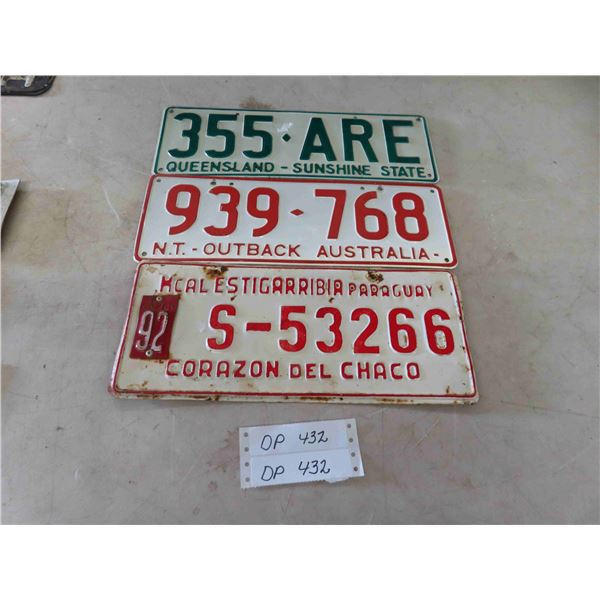 355·ARE
QUEENSLAND - SUNSHINE STATE
939·768
N.T. - OUTBACK AUSTRALIA -
MCAL ESTIGARRIBIA PARAGUAY
92 S-53266
CORAZON DEL CHACO
DP 432
DP 432